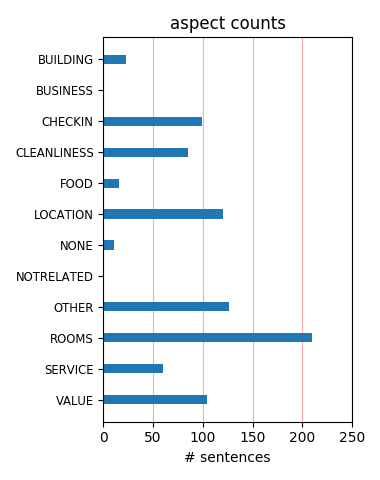 aspect counts
BUILDING
BUSINESS
CHECKIN
CLEANLINESS
FOOD
LOCATION
NONE
NOTRELATED
OTHER
ROOMS
SERVICE
VALUE
0 50 100 150 200 250
# sentences